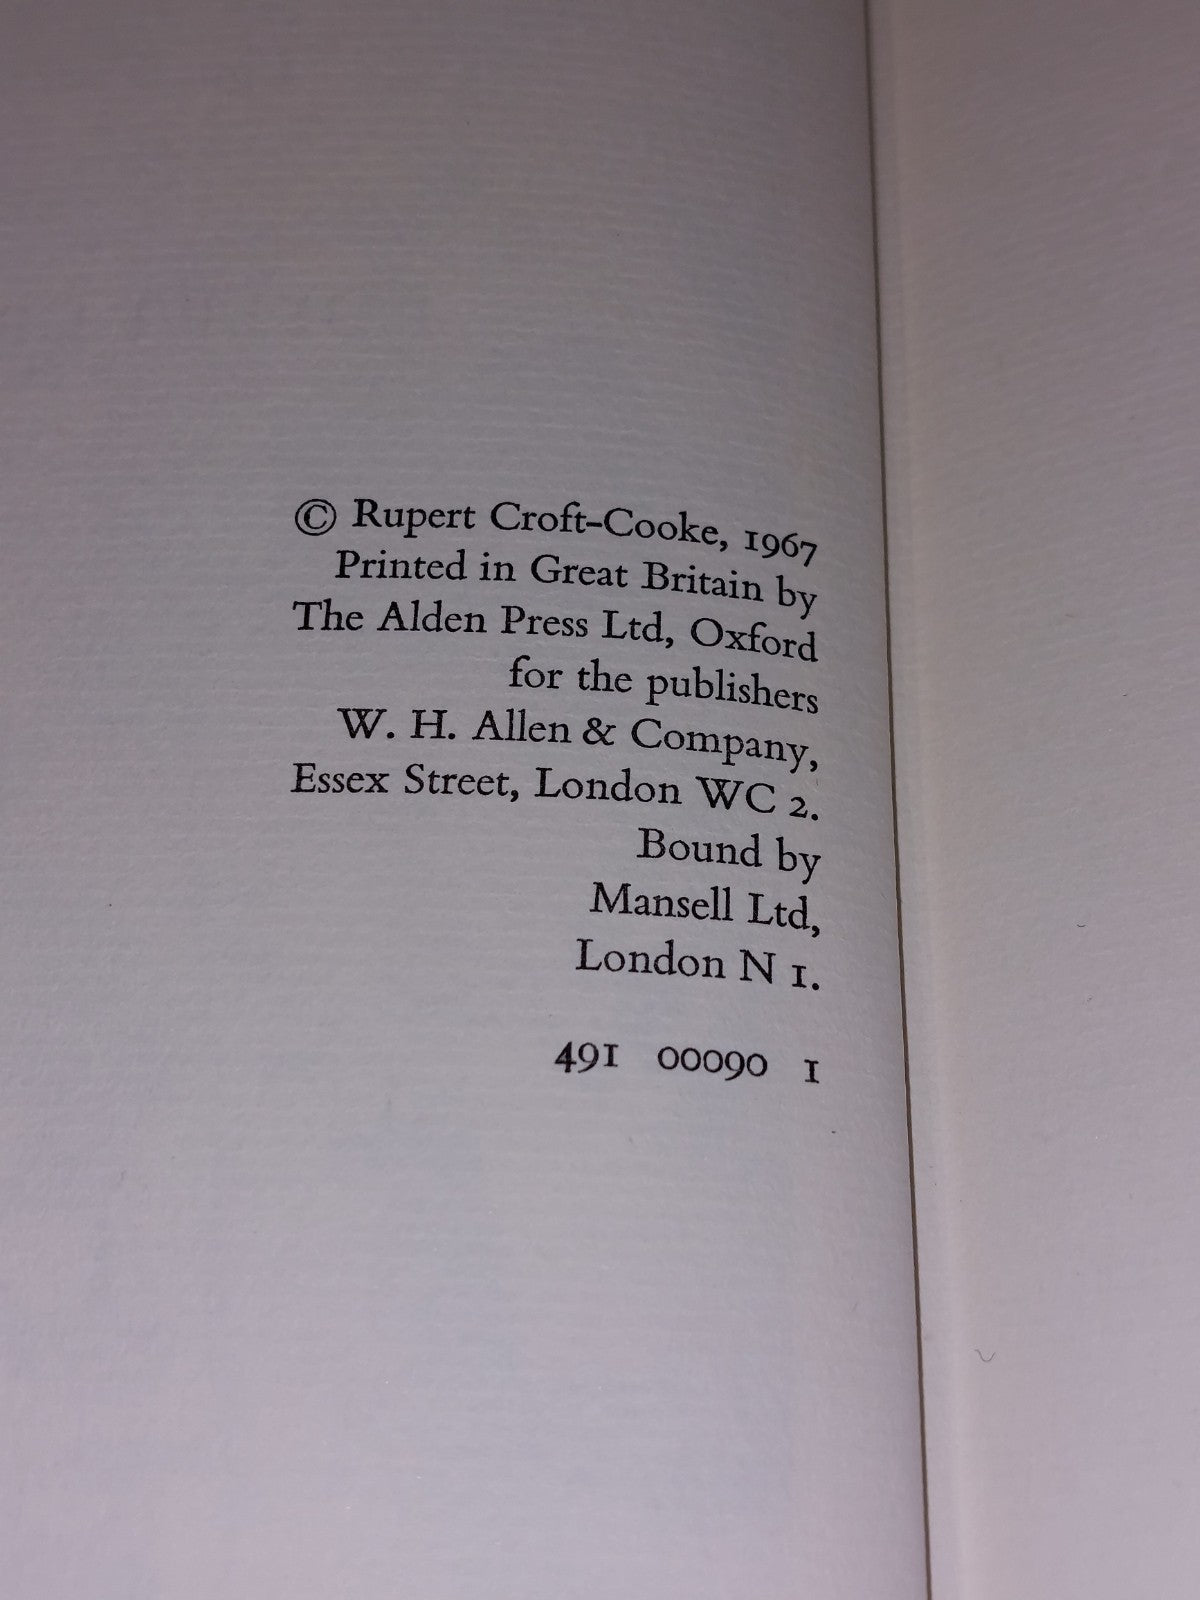 © Rupert Croft-Cooke, 1967
Printed in Great Britain by
The Alden Press Ltd, Oxford
for the publishers
W. H. Allen & Company,
Essex Street, London WC 2.
Bound by
Mansell Ltd,
London N 1.
491 00090 1